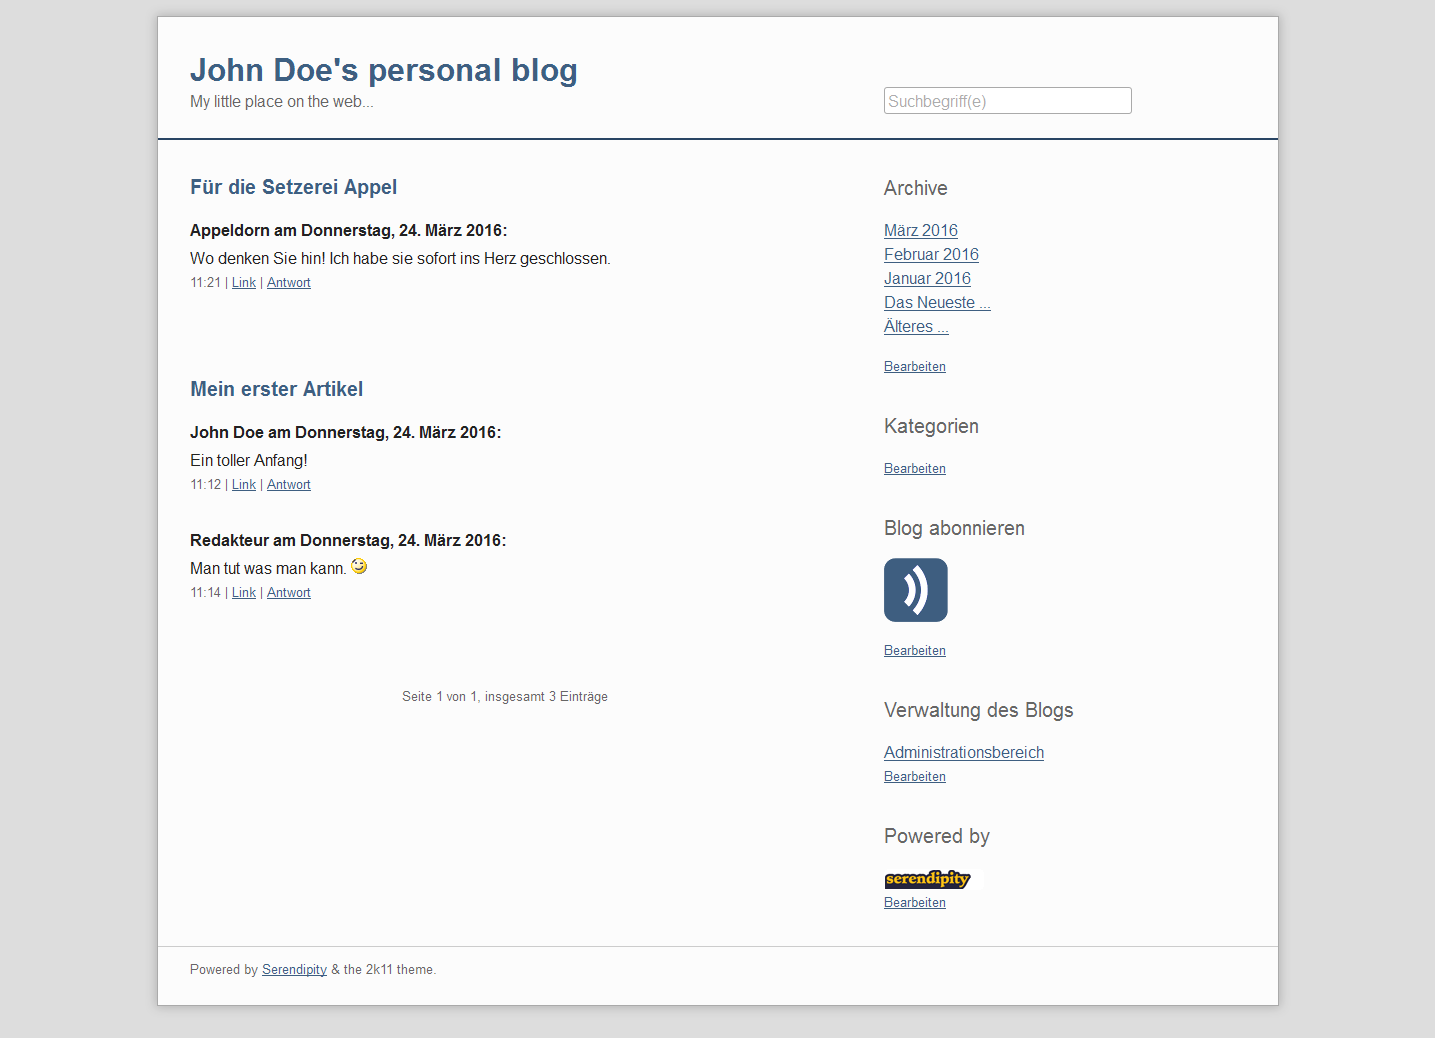 John Doe's personal blog
My little place on the web...
Suchbegriff(e)
Für die Setzerei Appel
Appeldorn am Donnerstag, 24. März 2016:
Wo denken Sie hin! Ich habe sie sofort ins Herz geschlossen.
11:21 | Link | Antwort
Mein erster Artikel
John Doe am Donnerstag, 24. März 2016:
Ein toller Anfang!
11:12 | Link | Antwort
Redakteur am Donnerstag, 24. März 2016:
Man tut was man kann.
11:14 | Link | Antwort
Seite 1 von 1, insgesamt 3 Einträge
Archive
März 2016
Februar 2016
Januar 2016
Das Neueste ...
Älteres ...
Bearbeiten
Kategorien
Bearbeiten
Blog abonnieren
Bearbeiten
Verwaltung des Blogs
Administrationsbereich
Bearbeiten
Powered by
serendipity
Bearbeiten
Powered by Serendipity & the 2k11 theme.